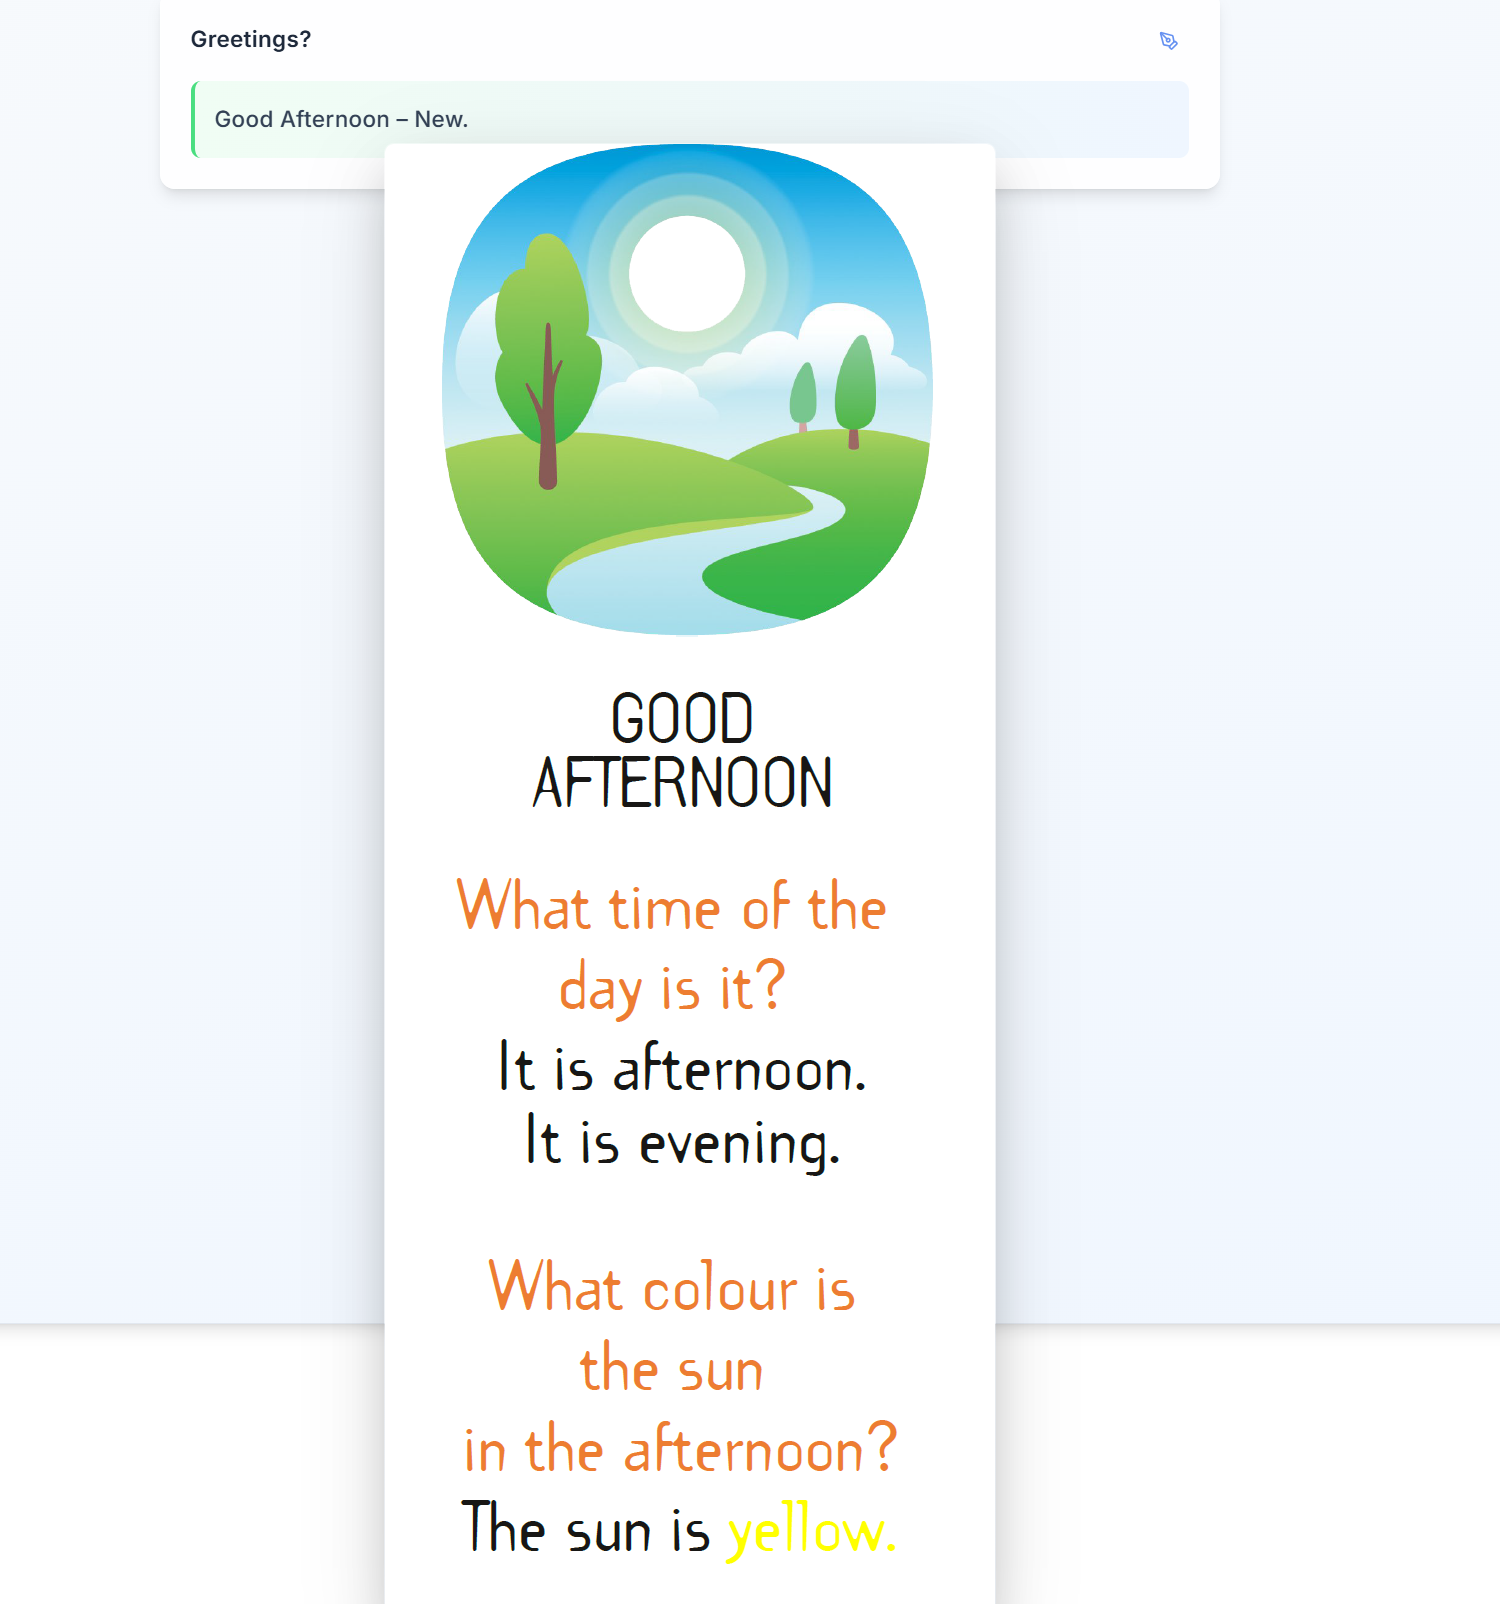 Greetings?
Good Afternoon – New.
GOOD
AFTERNOON
What time of the
day is it?
It is afternoon.
It is evening.
What colour is
the sun
in the afternoon?
The sun is yellow.